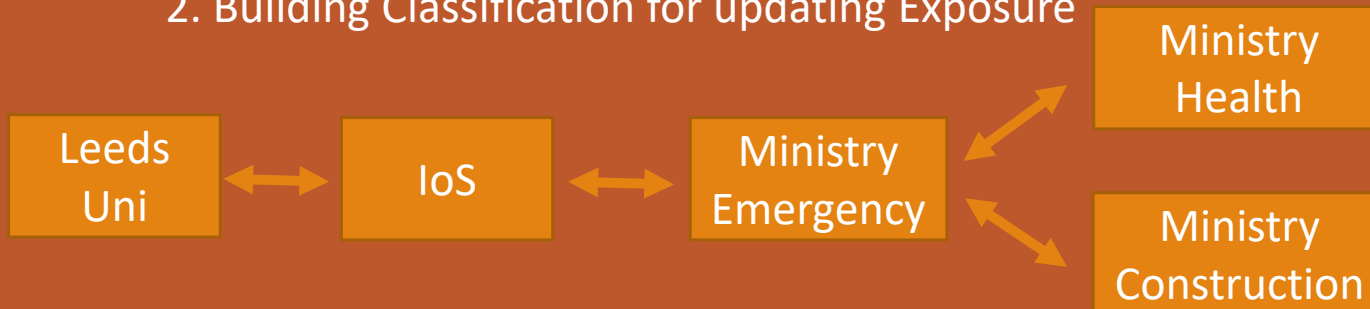 2. Building Classification for updating Exposure
Ministry
Health
Leeds
Uni
IoS
Ministry
Emergency
Ministry
Construction